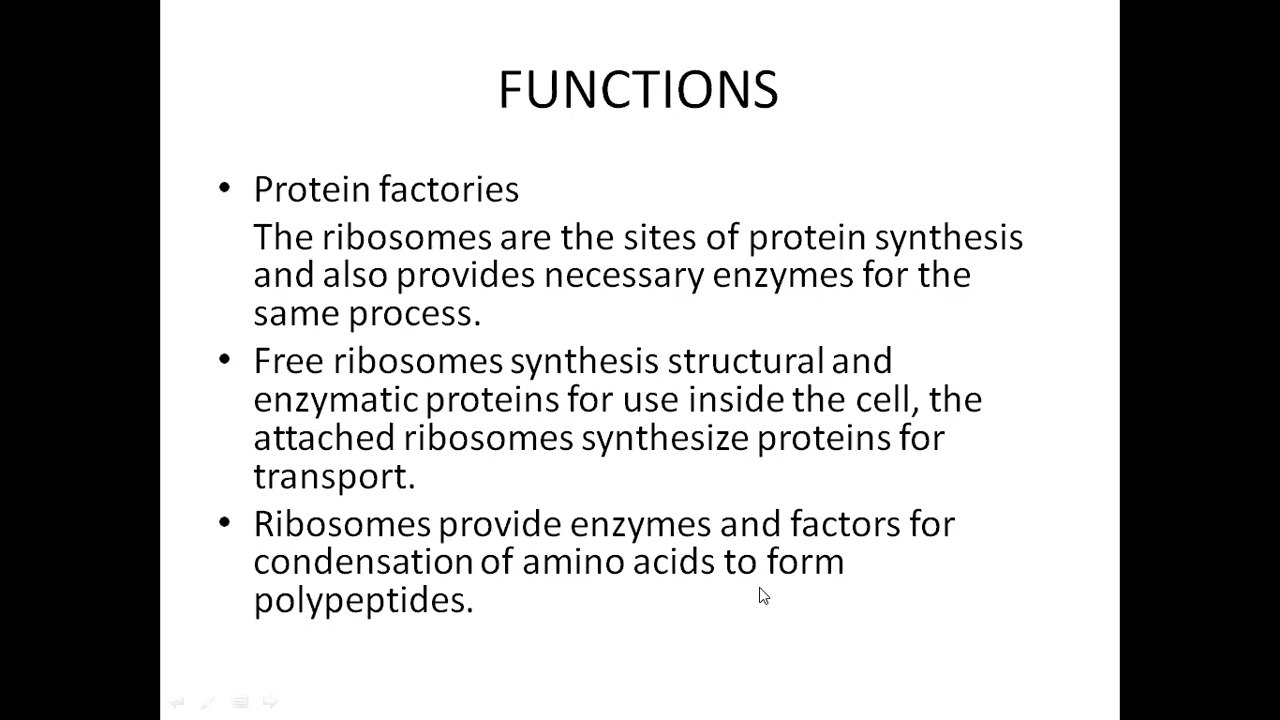 FUNCTIONS
• Protein factories
The ribosomes are the sites of protein synthesis
and also provides necessary enzymes for the
same process.
• Free ribosomes synthesis structural and
enzymatic proteins for use inside the cell, the
attached ribosomes synthesize proteins for
transport.
• Ribosomes provide enzymes and factors for
condensation of amino acids to form
polypeptides.